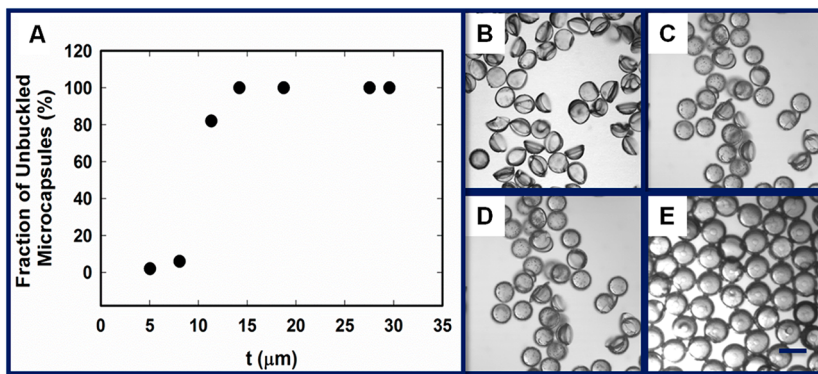 A
120
100
80
60
40
20
0
Fraction of Unbuckled
Microcapsules (%)
0 5 10 15 20 25 30 35
t (μm)
B
C
D
E